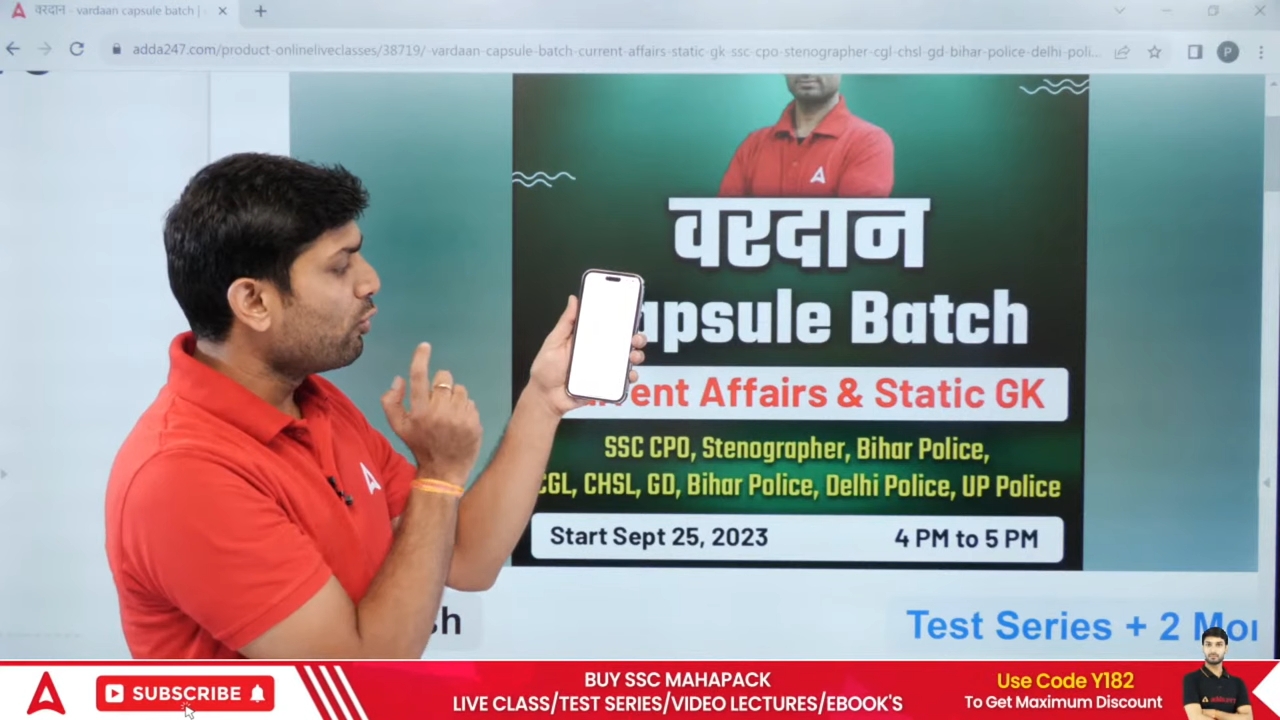 वरदान - vardaan capsule batch |
adda247.com/product-onlineliveclasses/38719/-vardaan-capsule-batch-current-affairs-static-gk-ssc-cpo-stenographer-cgl-chsl-gd-bihar-police-delhi-poli...
P
वरदान
apsule Batch
Affairs & Static GK
SSC CPO, Stenographer, Bihar Police,
CGL, CHSL, GD, Bihar Police, Delhi Police, UP Police
Start Sept 25, 2023
4 PM to 5 PM
Test Series + 2
SUBSCRIBE
BUY SSC MAHAPACK
LIVE CLASS/TEST SERIES/VIDEO LECTURES/EBOOK'S
Use Code Y182
To Get Maximum Discount